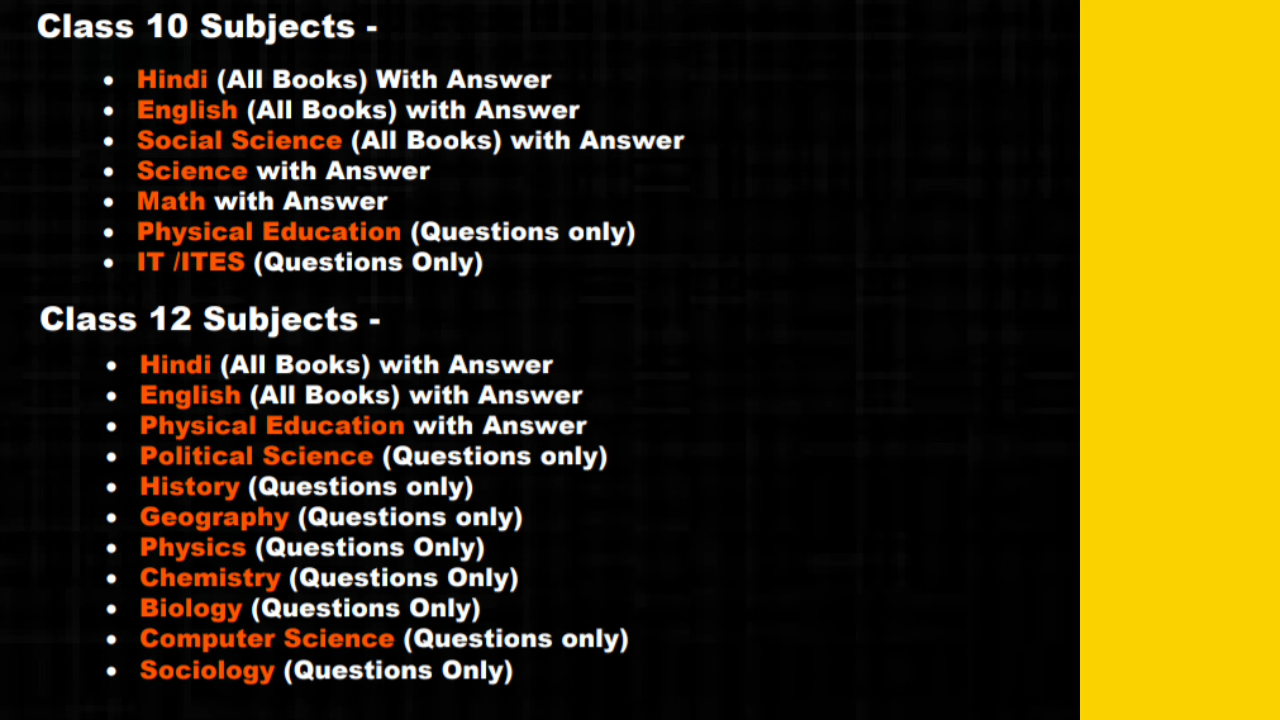 Class 10 Subjects -
• Hindi (All Books) With Answer
• English (All Books) with Answer
• Social Science (All Books) with Answer
• Science with Answer
• Math with Answer
• Physical Education (Questions only)
• IT /ITES (Questions Only)
Class 12 Subjects -
• Hindi (All Books) with Answer
• English (All Books) with Answer
• Physical Education with Answer
• Political Science (Questions only)
• History (Questions only)
• Geography (Questions only)
• Physics (Questions Only)
• Chemistry (Questions Only)
• Biology (Questions Only)
• Computer Science (Questions only)
• Sociology (Questions Only)